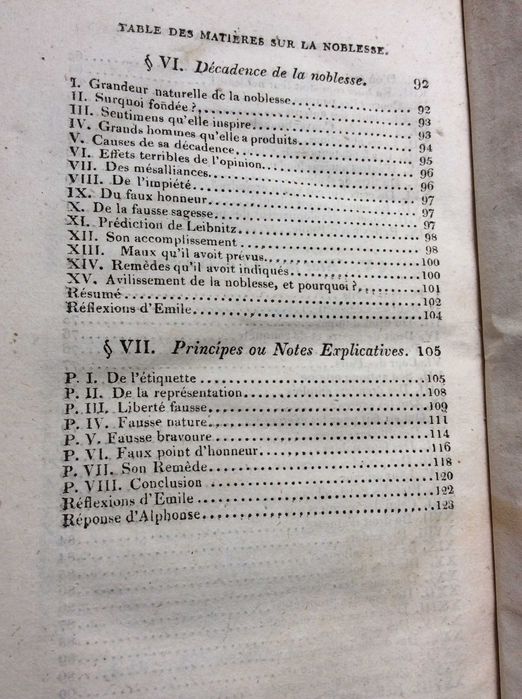 TABLE DES MATIÈRES SUR LA NOBLESSE.
§ VI. Décadence de la noblesse. 92
I. Grandeur naturelle de la noblesse 92
II. Surquoi fondée? 93
III. Sentimens qu'elle inspire 93
IV. Grands hommes qu'elle a produits 94
V. Causes de sa décadence 95
VI. Effets terribles de l'opinion 96
VII. Des mésalliances 96
VIII. De l'impiété 97
IX. Du faux honneur 97
X. De la fausse sagesse 97
XI. Prédiction de Leibnitz 98
XII. Son accomplissement 98
XIII. Maux qu'il avoit prévus 100
XIV. Remèdes qu'il avoit indiqués 100
XV. Avilissement de la noblesse, et pourquoi? 101
Résumé 102
Réflexions d'Emile 104
§ VII. Principes ou Notes Explicatives. 105
P. I. De l'étiquette 105
P. II. De la représentation 108
P. III. Liberté fausse 109
P. IV. Fausse nature 111
P. V. Fausse bravoure 114
P. VI. Faux point d'honneur 116
P. VII. Son Remède 118
P. VIII. Conclusion 120
Réflexions d'Emile 122
Réponse d'Alphonse 123